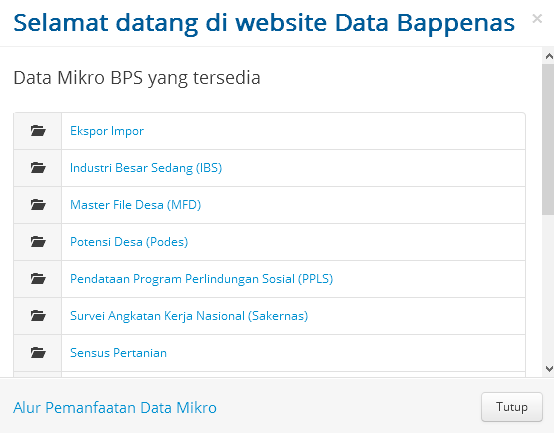 Selamat datang di website Data Bappenas
×
Data Mikro BPS yang tersedia
Ekspor Impor
Industri Besar Sedang (IBS)
Master File Desa (MFD)
Potensi Desa (Podes)
Pendataan Program Perlindungan Sosial (PPLS)
Survei Angkatan Kerja Nasional (Sakernas)
Sensus Pertanian
Alur Pemanfaatan Data Mikro
Tutup